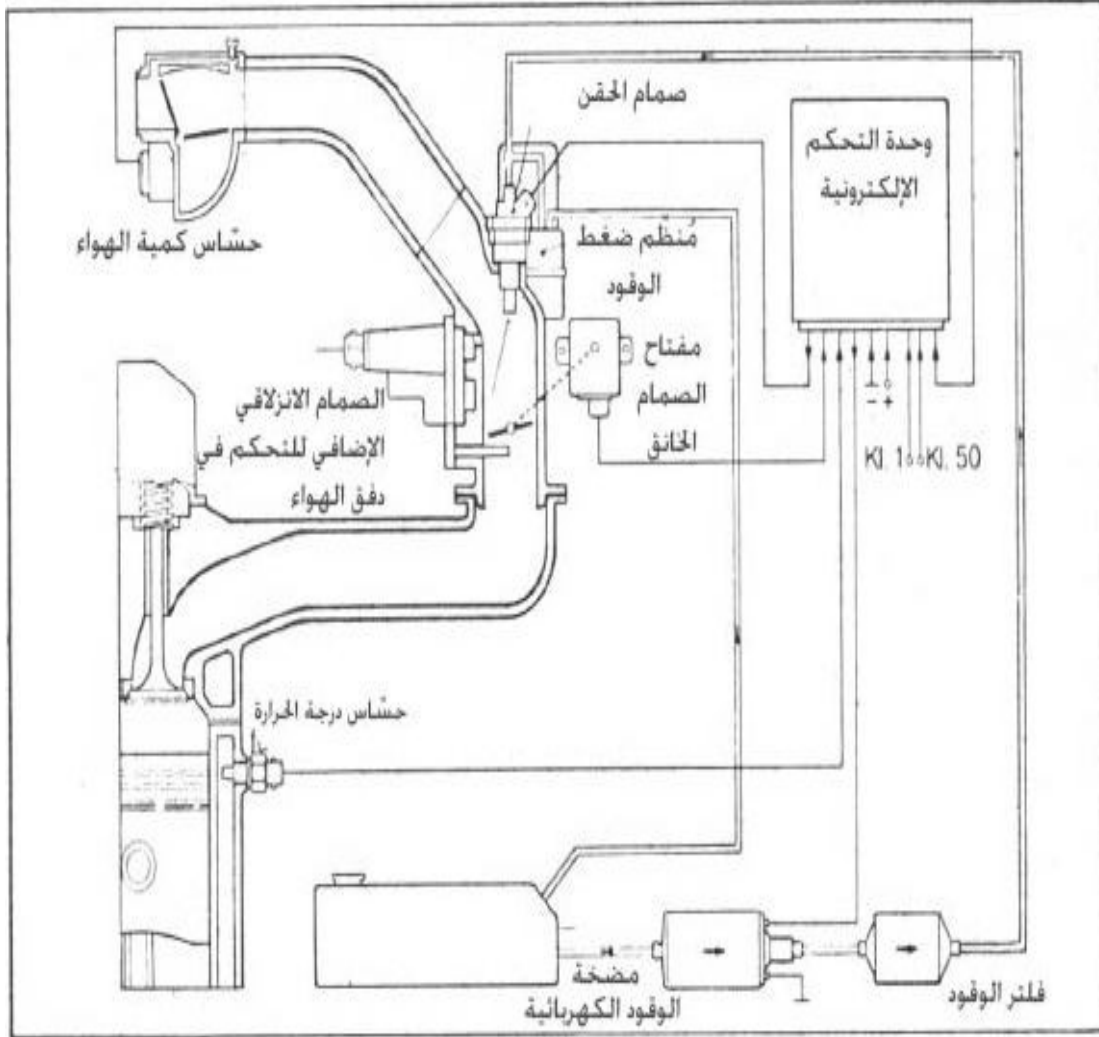 صمام الحقن
وحدة التحكم
الإلكترونية
حسّاس كمية الهواء
مُنظّم ضغط
الوقود
مفتاح
الصمام
الخانق
الصمام الانزلاقي
الإضافي للتحكم في
دفق الهواء
- +
Kl. 1 Kl. 50
حسّاس درجة الحرارة
مضخة
الوقود الكهربائية
فلتر الوقود